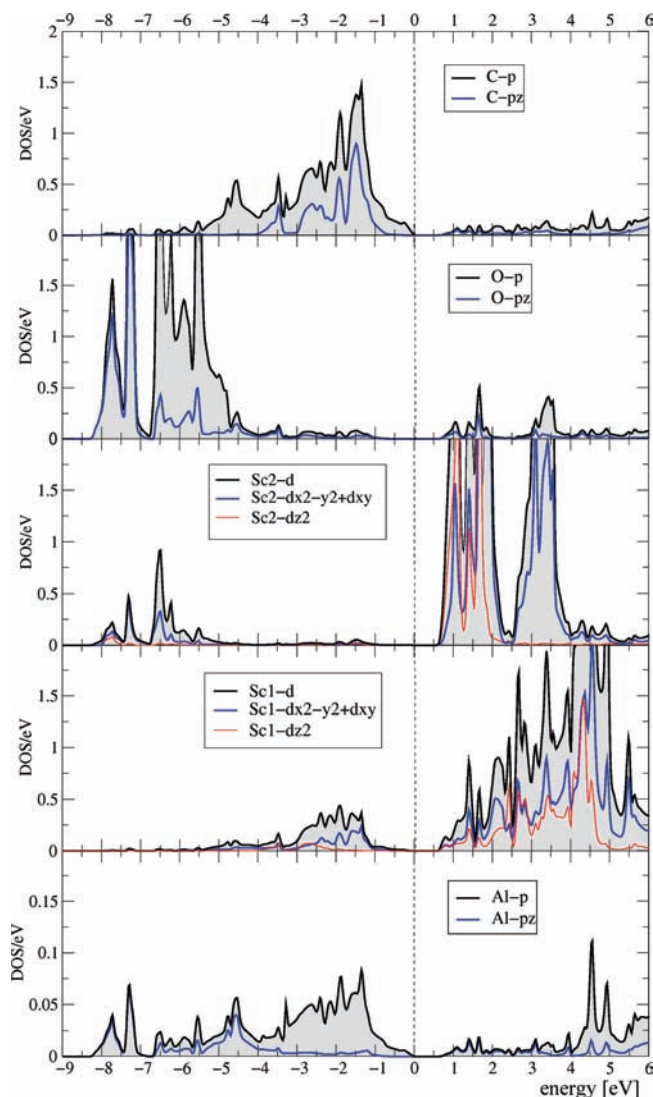 -9 -8 -7 -6 -5 -4 -3 -2 -1 0 1 2 3 4 5 6
2
1.5
1
0.5
0
DOS/eV
C-p
C-pz
1.5
1
0.5
0
DOS/eV
O-p
O-pz
1.5
1
0.5
0
DOS/eV
Sc2-d
Sc2-dx2-y2+dxy
Sc2-dz2
1.5
1
0.5
0
DOS/eV
Sc1-d
Sc1-dx2-y2+dxy
Sc1-dz2
0.15
0.1
0.05
0
DOS/eV
Al-p
Al-pz
-9 -8 -7 -6 -5 -4 -3 -2 -1 0 1 2 3 4 5 6
energy [eV]